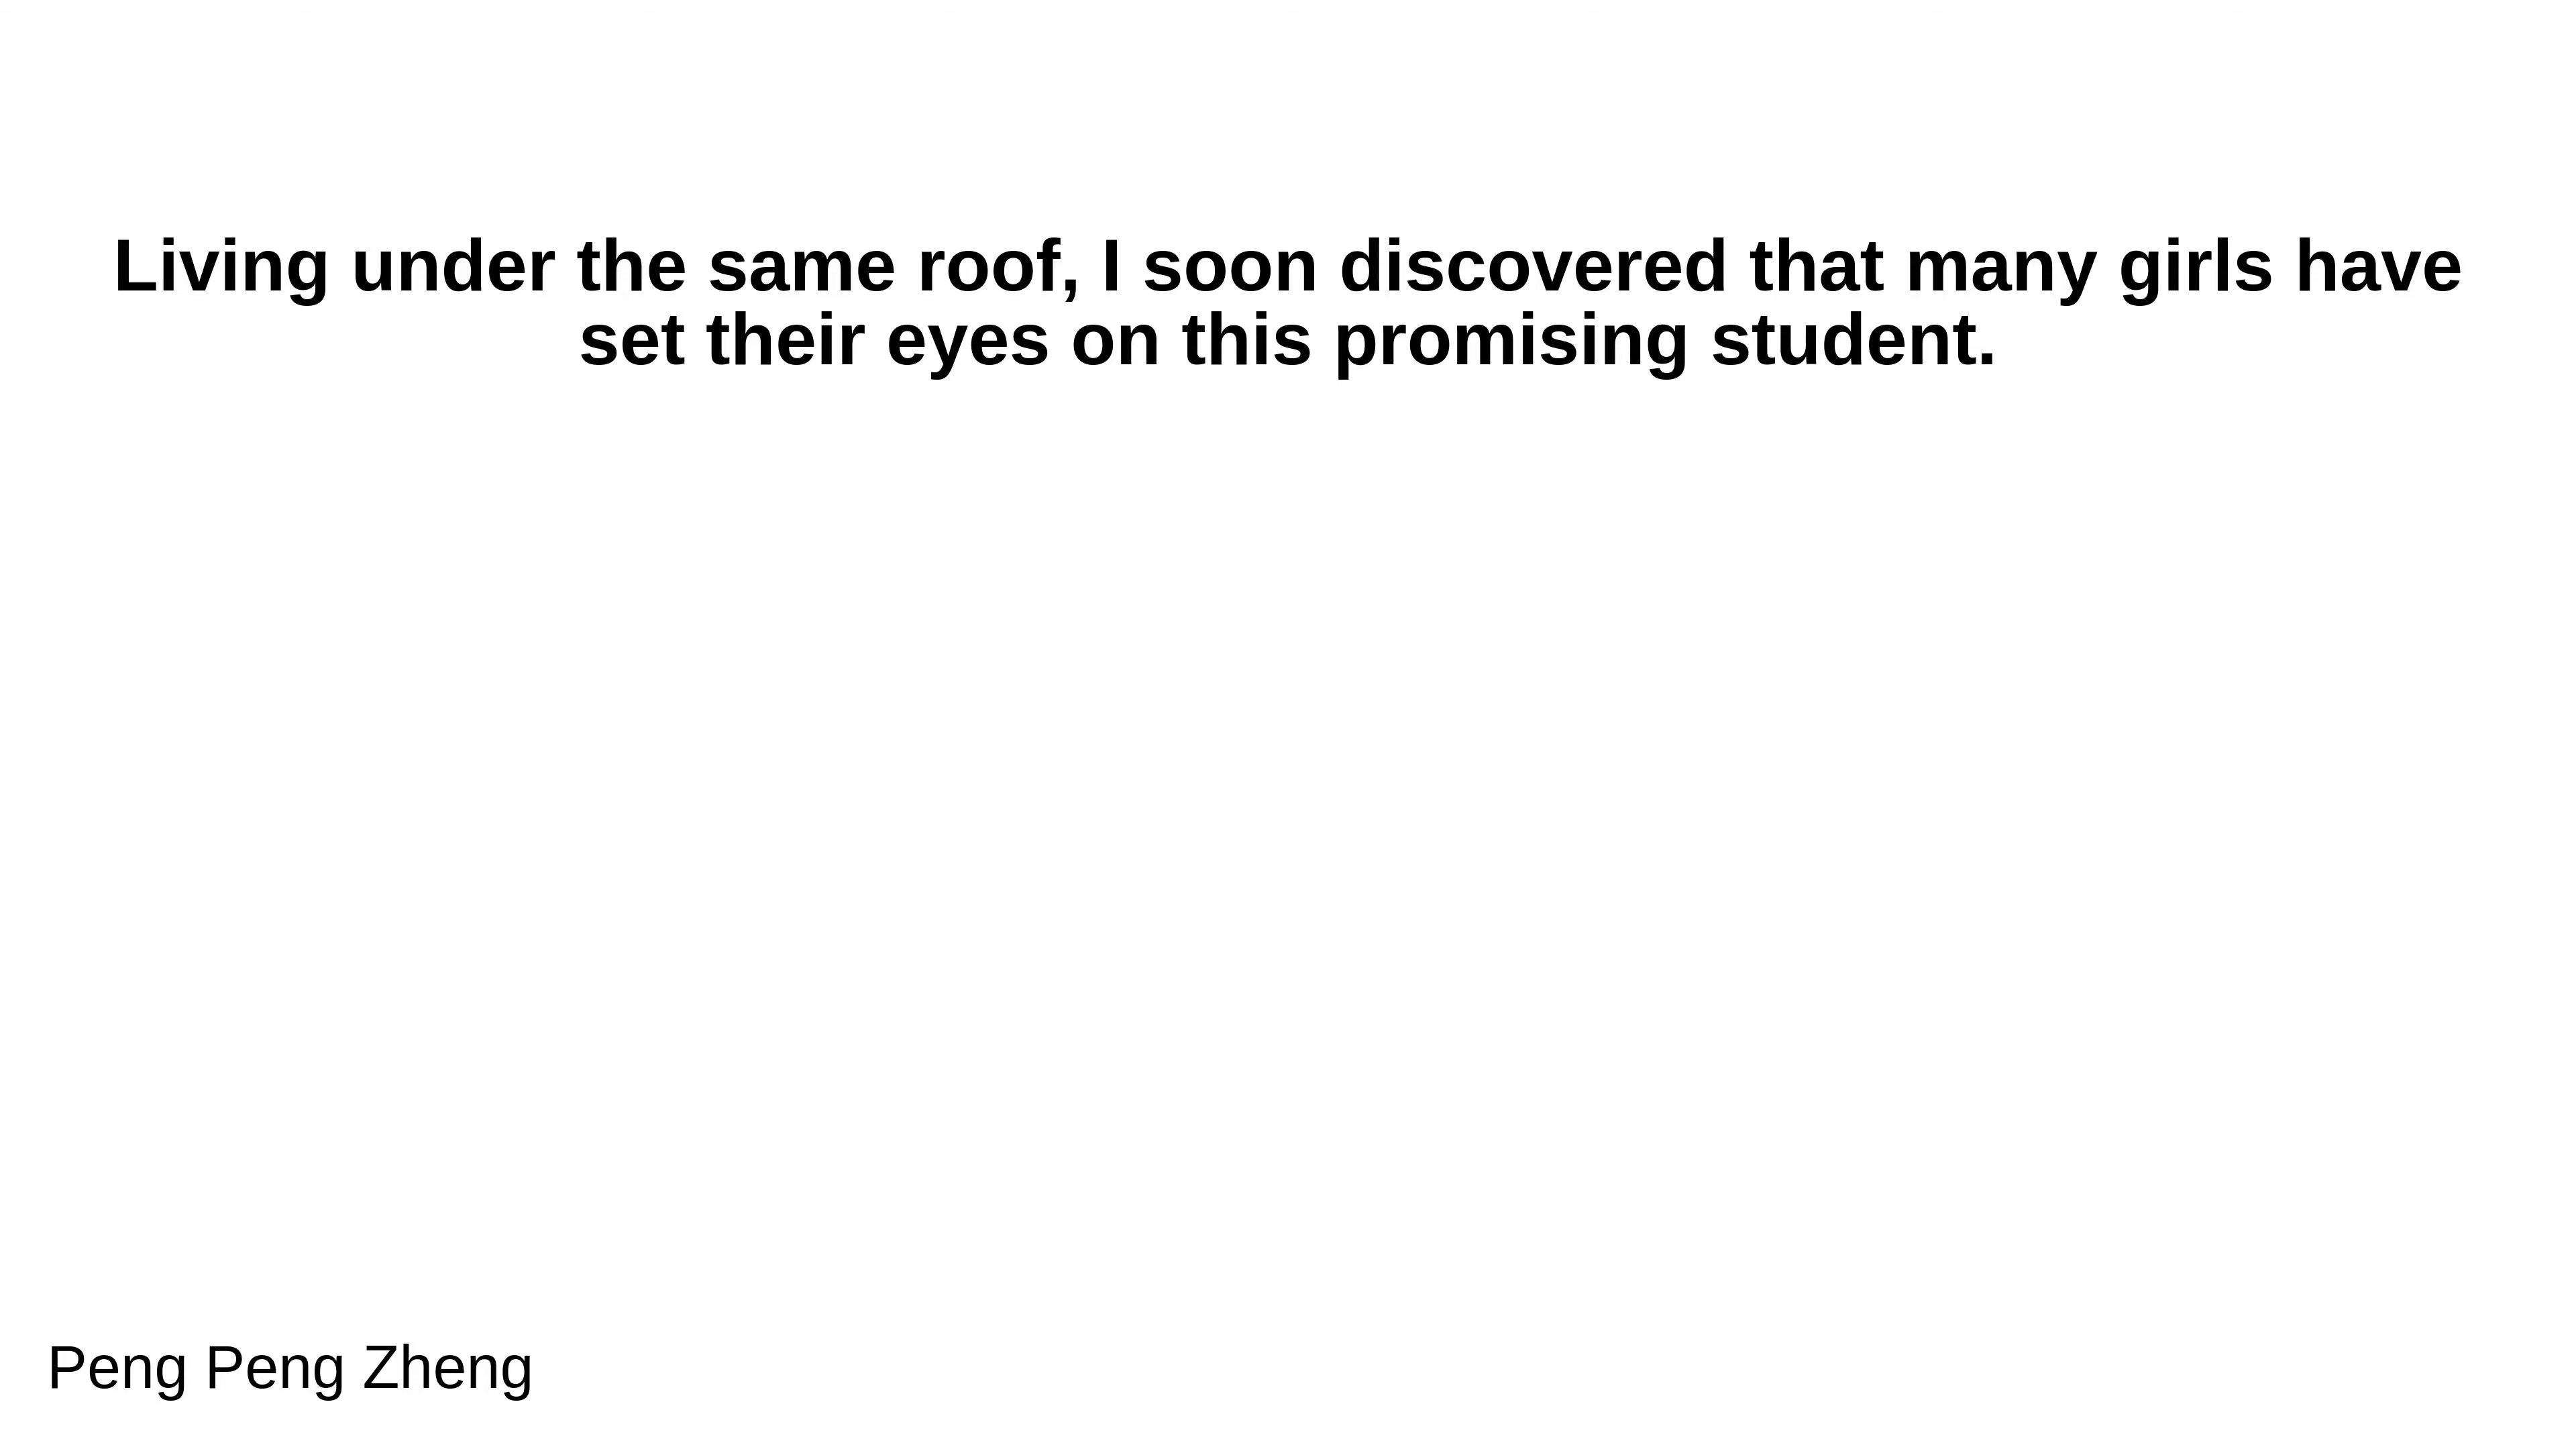 Living under the same roof, I soon discovered that many girls have
set their eyes on this promising student.
Peng Peng Zheng